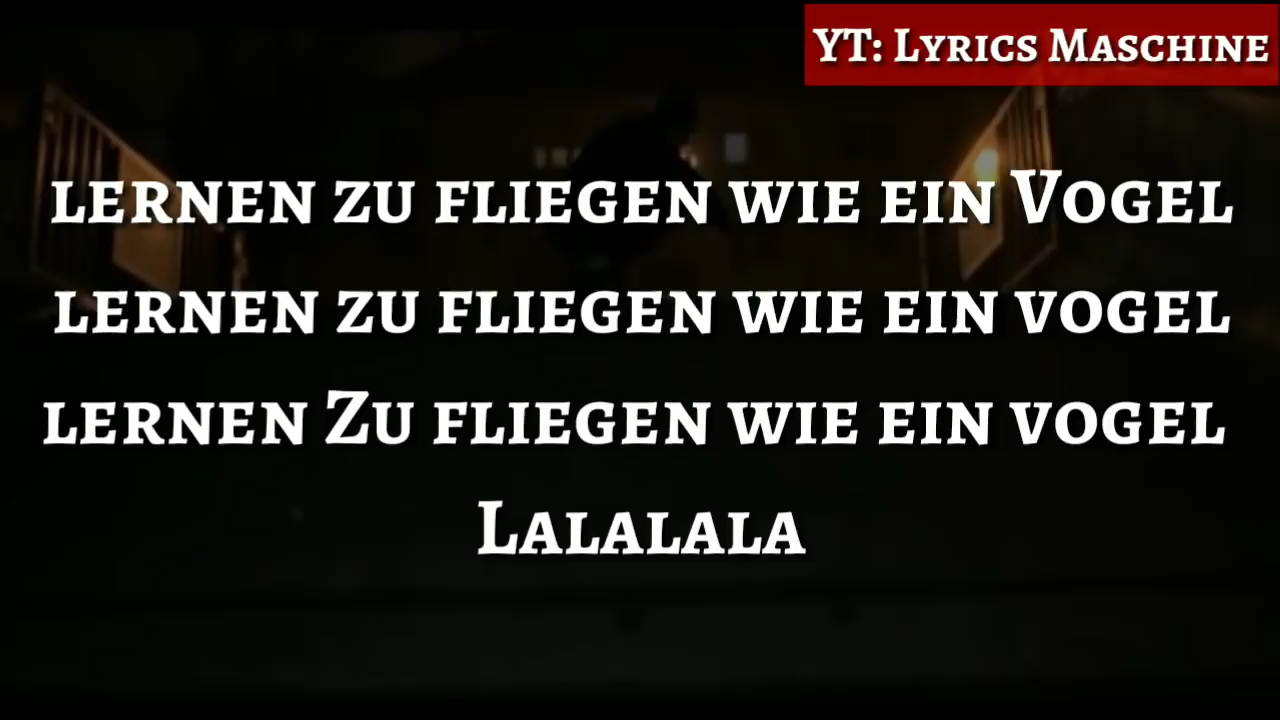 YT: Lyrics Maschine
lernen zu fliegen wie ein Vogel
lernen zu fliegen wie ein vogel
lernen Zu fliegen wie ein vogel
Lalalala